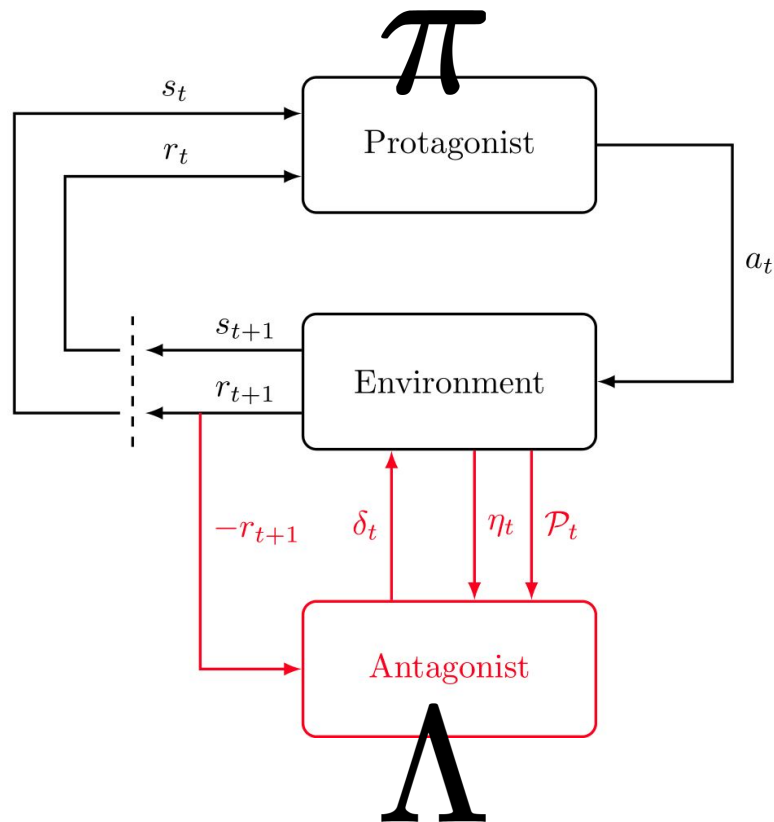 π
s_t
Protagonist
r_t
a_t
s_{t+1}
Environment
r_{t+1}
−r_{t+1}
δ_t
η_t
𝒫_t
Antagonist
Λ